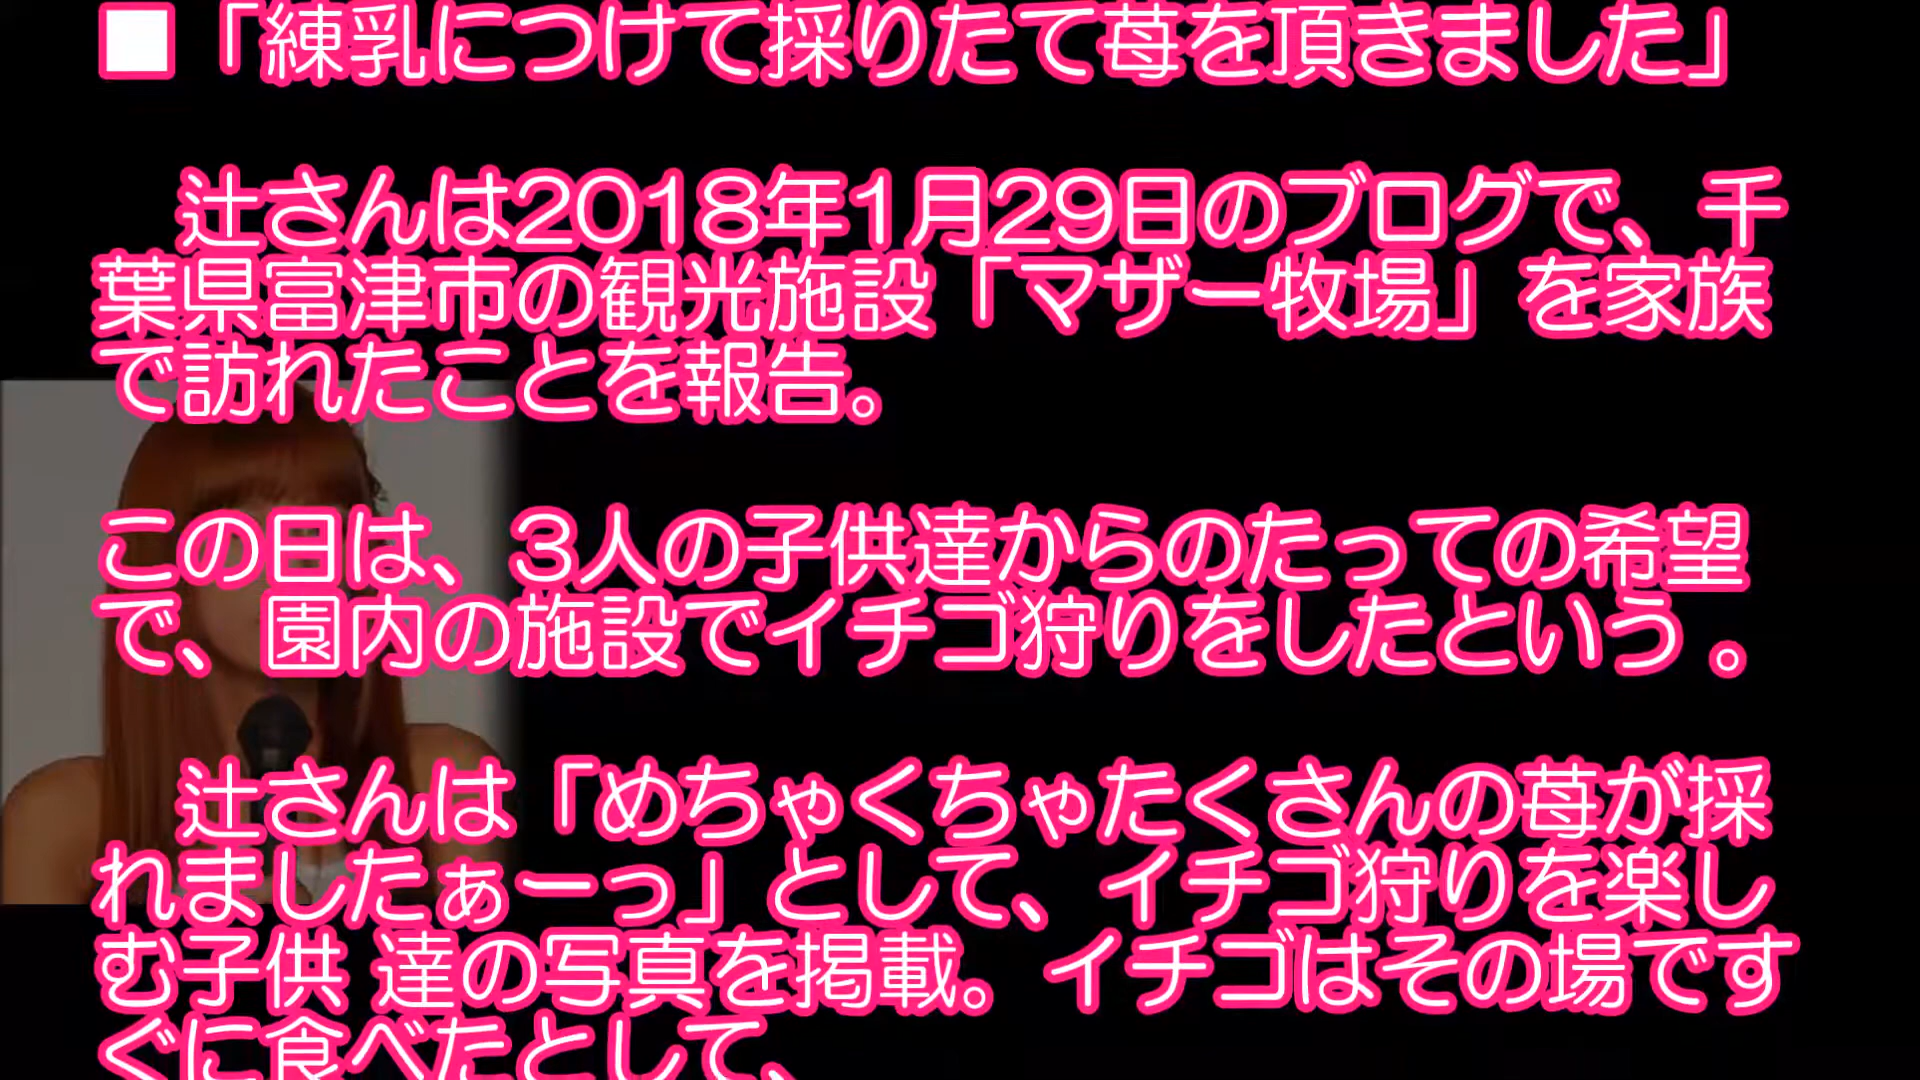 ■「練乳につけて採りたて苺を頂きました」
辻さんは2018年1月29日のブログで、千
葉県富津市の観光施設「マザー牧場」を家族
で訪れたことを報告。
この日は、3人の子供達からのたっての希望
で、園内の施設でイチゴ狩りをしたという 。
辻さんは「めちゃくちゃたくさんの苺が採
れましたぁーっ」として、イチゴ狩りを楽し
む子供 達の写真を掲載。イチゴはその場です
ぐに食べたとして、